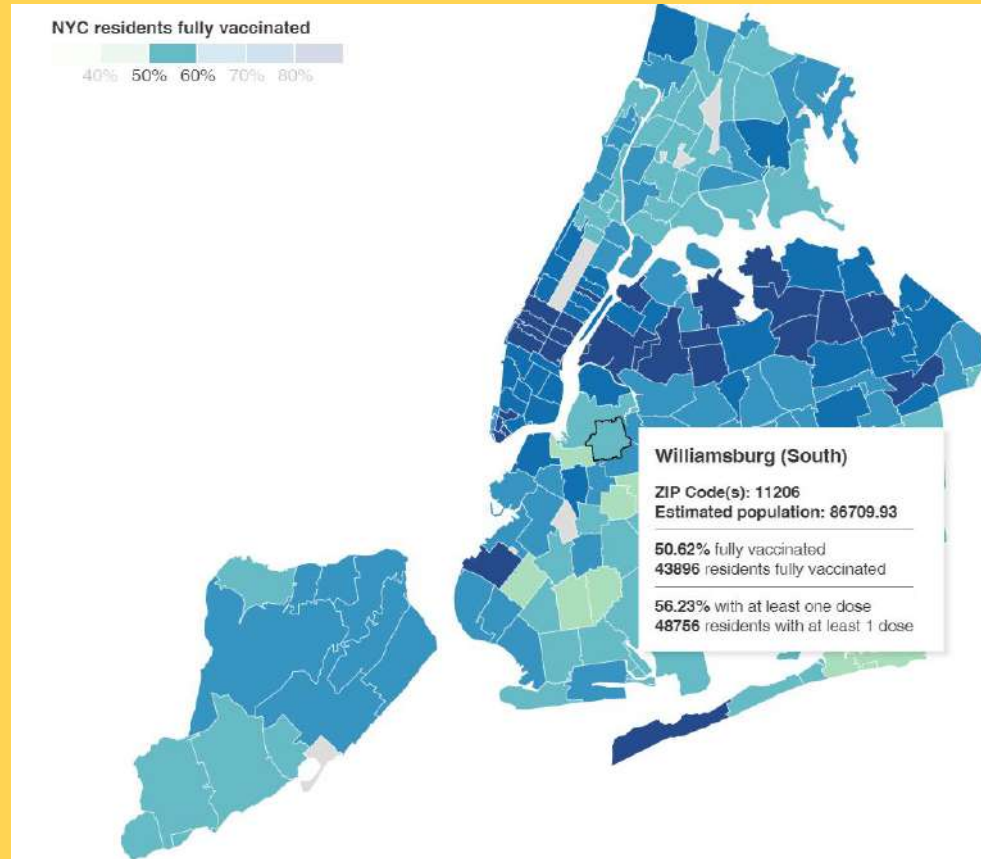 NYC residents fully vaccinated
40% 50% 60% 70% 80%
Williamsburg (South)
ZIP Code(s): 11206
Estimated population: 86709.93
50.62% fully vaccinated
43896 residents fully vaccinated
56.23% with at least one dose
48756 residents with at least 1 dose